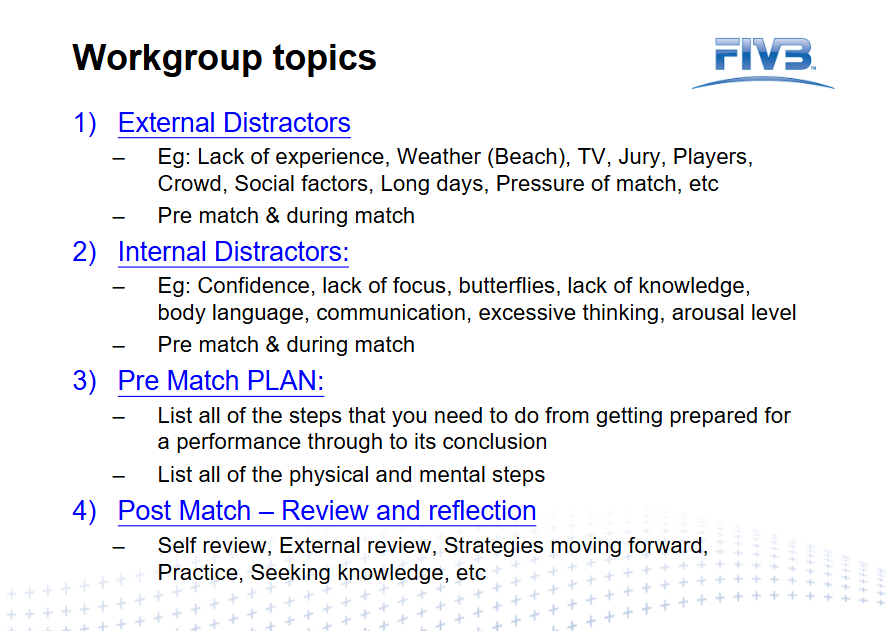 Workgroup topics
FIVB™
1) External Distractors
– Eg: Lack of experience, Weather (Beach), TV, Jury, Players,
Crowd, Social factors, Long days, Pressure of match, etc
– Pre match & during match
2) Internal Distractors:
– Eg: Confidence, lack of focus, butterflies, lack of knowledge,
body language, communication, excessive thinking, arousal level
– Pre match & during match
3) Pre Match PLAN:
– List all of the steps that you need to do from getting prepared for
a performance through to its conclusion
– List all of the physical and mental steps
4) Post Match – Review and reflection
– Self review, External review, Strategies moving forward,
Practice, Seeking knowledge, etc